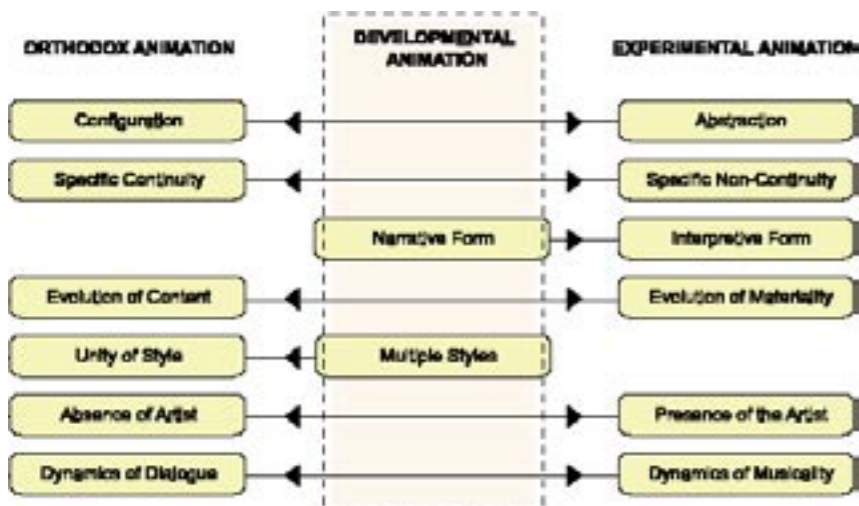 ORTHODOX ANIMATION
DEVELOPMENTAL
ANIMATION
EXPERIMENTAL ANIMATION
Configuration
Abstraction
Specific Continuity
Specific Non-Continuity
Narrative Form
Interpretive Form
Evolution of Content
Evolution of Materiality
Unity of Style
Multiple Styles
Absence of Artist
Presence of the Artist
Dynamics of Dialogue
Dynamics of Musicality